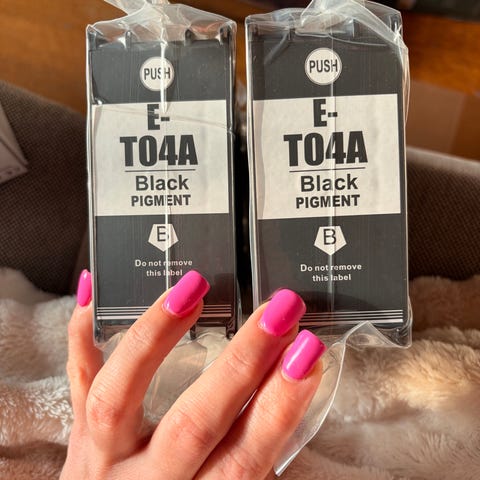 PUSH
E-
T04A
Black
PIGMENT
B
Do not remove
this label
PUSH
E-
T04A
Black
PIGMENT
B
Do not remove
this label